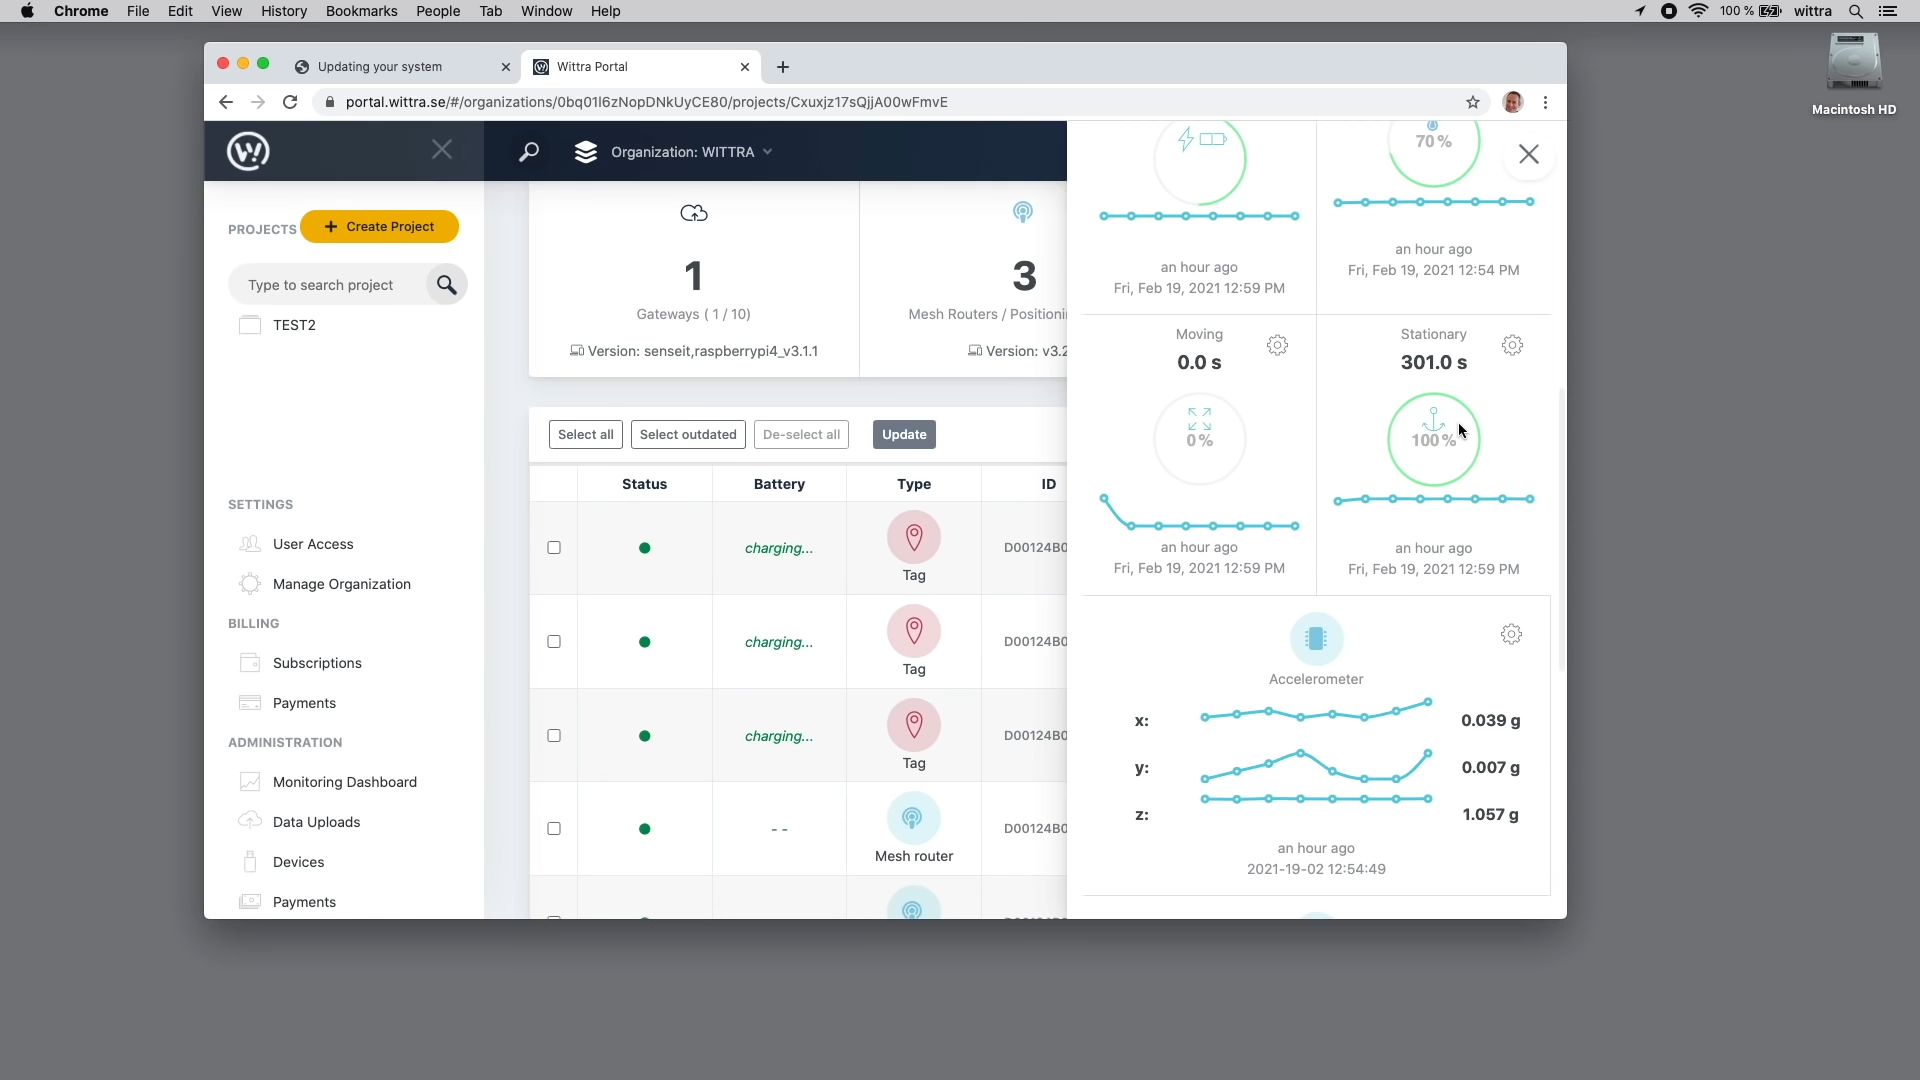 Chrome File Edit View History Bookmarks People Tab Window Help
100 % wittra
Macintosh HD
Updating your system
Wittra Portal
portal.wittra.se/#/organizations/0bq01I6zNopDNkUyCE80/projects/Cxuxjz17sQjjA00wFmvE
W!
Organization: WITTRA
PROJECTS
+ Create Project
Type to search project
TEST2
SETTINGS
User Access
Manage Organization
BILLING
Subscriptions
Payments
ADMINISTRATION
Monitoring Dashboard
Data Uploads
Devices
Payments
1
Gateways ( 1 / 10)
Version: senseit,raspberrypi4_v3.1.1
3
Mesh Routers / Positioni
Version: v3.2
Select all Select outdated De-select all Update
Status Battery Type ID
charging... Tag D00124B0
charging... Tag D00124B0
charging... Tag D00124B0
- - Mesh router D00124B0
70 %
an hour ago
Fri, Feb 19, 2021 12:59 PM
an hour ago
Fri, Feb 19, 2021 12:54 PM
Moving
0.0 s
0 %
an hour ago
Fri, Feb 19, 2021 12:59 PM
Stationary
301.0 s
100 %
an hour ago
Fri, Feb 19, 2021 12:59 PM
Accelerometer
x: 0.039 g
y: 0.007 g
z: 1.057 g
an hour ago
2021-19-02 12:54:49